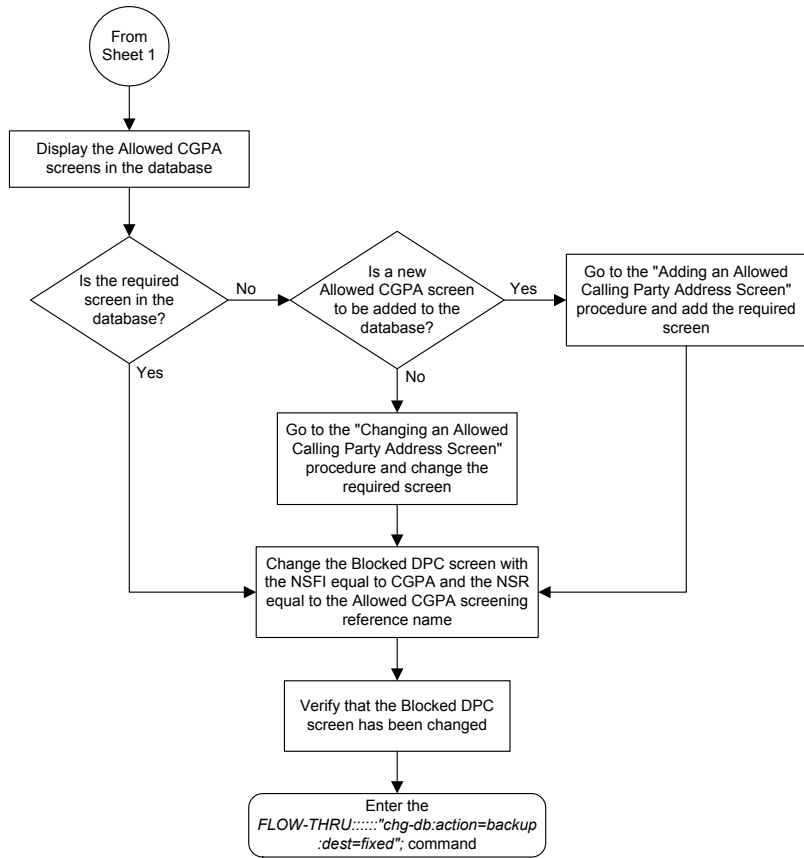 From
Sheet 1
Display the Allowed CGPA
screens in the database
Is the required
screen in the
database?
No
Yes
Is a new
Allowed CGPA screen
to be added to the
database?
Yes
No
Go to the "Adding an Allowed
Calling Party Address Screen"
procedure and add the required
screen
Go to the "Changing an Allowed
Calling Party Address Screen"
procedure and change the
required screen
Change the Blocked DPC screen with
the NSFI equal to CGPA and the NSR
equal to the Allowed CGPA screening
reference name
Verify that the Blocked DPC
screen has been changed
Enter the
FLOW-THRU::::::"chg-db:action=backup
:dest=fixed"; command